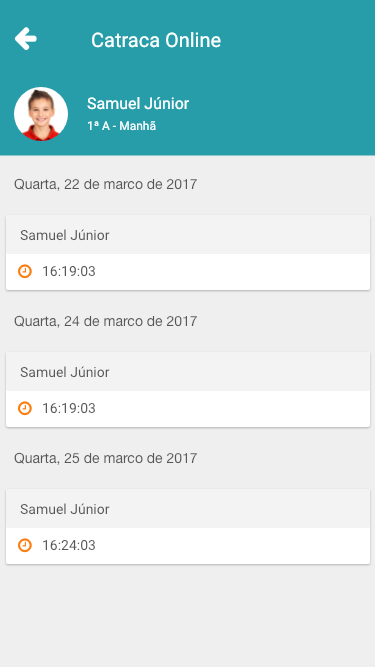 Catraca Online
Samuel Júnior
1ª A - Manhã
Quarta, 22 de marco de 2017
Samuel Júnior
16:19:03
Quarta, 24 de marco de 2017
Samuel Júnior
16:19:03
Quarta, 25 de marco de 2017
Samuel Júnior
16:24:03